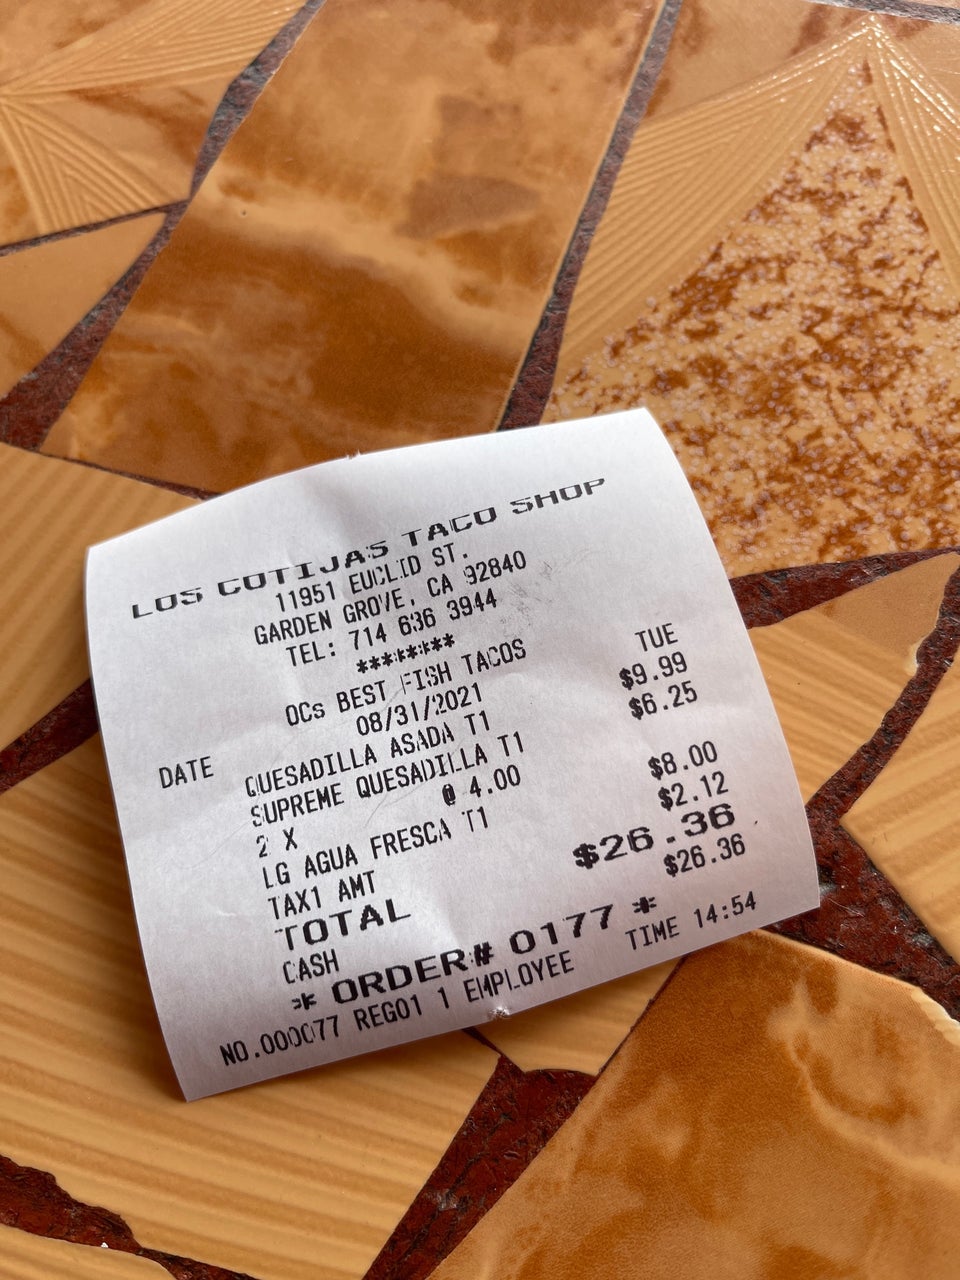 LOS COTIJAS TACO SHOP
11951 EUCLID ST.
GARDEN GROVE, CA 92840
TEL: 714 636 3944
********
OCs BEST FISH TACOS
DATE 08/31/2021 TUE
QUESADILLA ASADA T1 $9.99
SUPREME QUESADILLA T1 $6.25
2 X @ 4.00
LG AGUA FRESCA T1 $8.00
TAX1 AMT $2.12
TOTAL $26.36
CASH $26.36
* ORDER# 0177 *
NO.000077 REG01 1 EMPLOYEE TIME 14:54